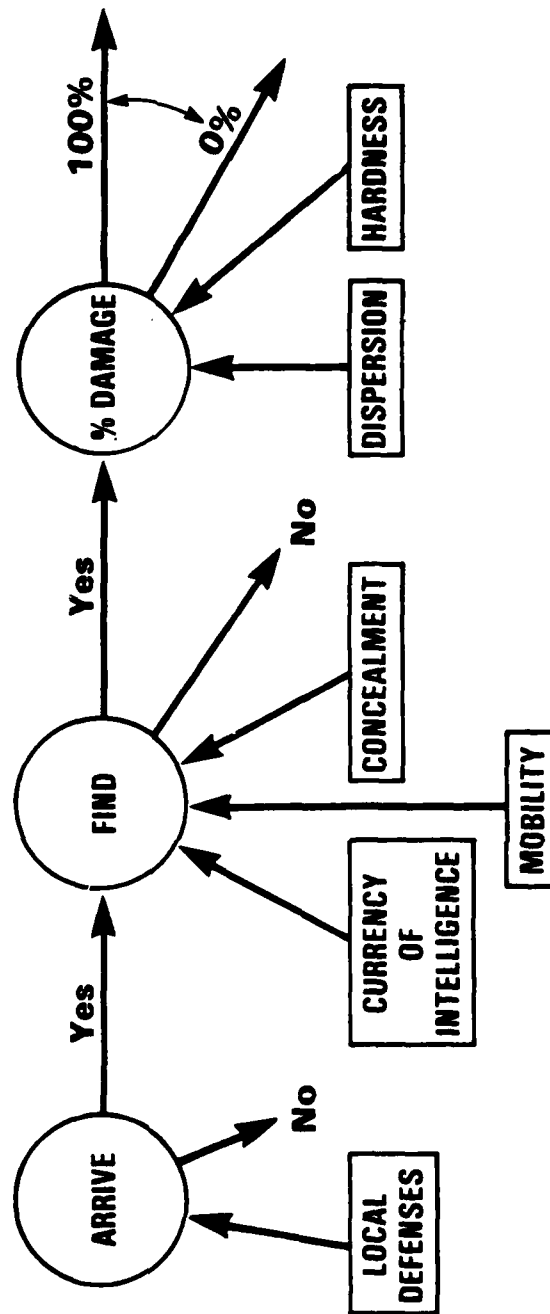 ARRIVE
Yes
No
LOCAL
DEFENSES
FIND
Yes
No
CURRENCY
OF
INTELLIGENCE
MOBILITY
CONCEALMENT
% DAMAGE
100%
0%
DISPERSION
HARDNESS